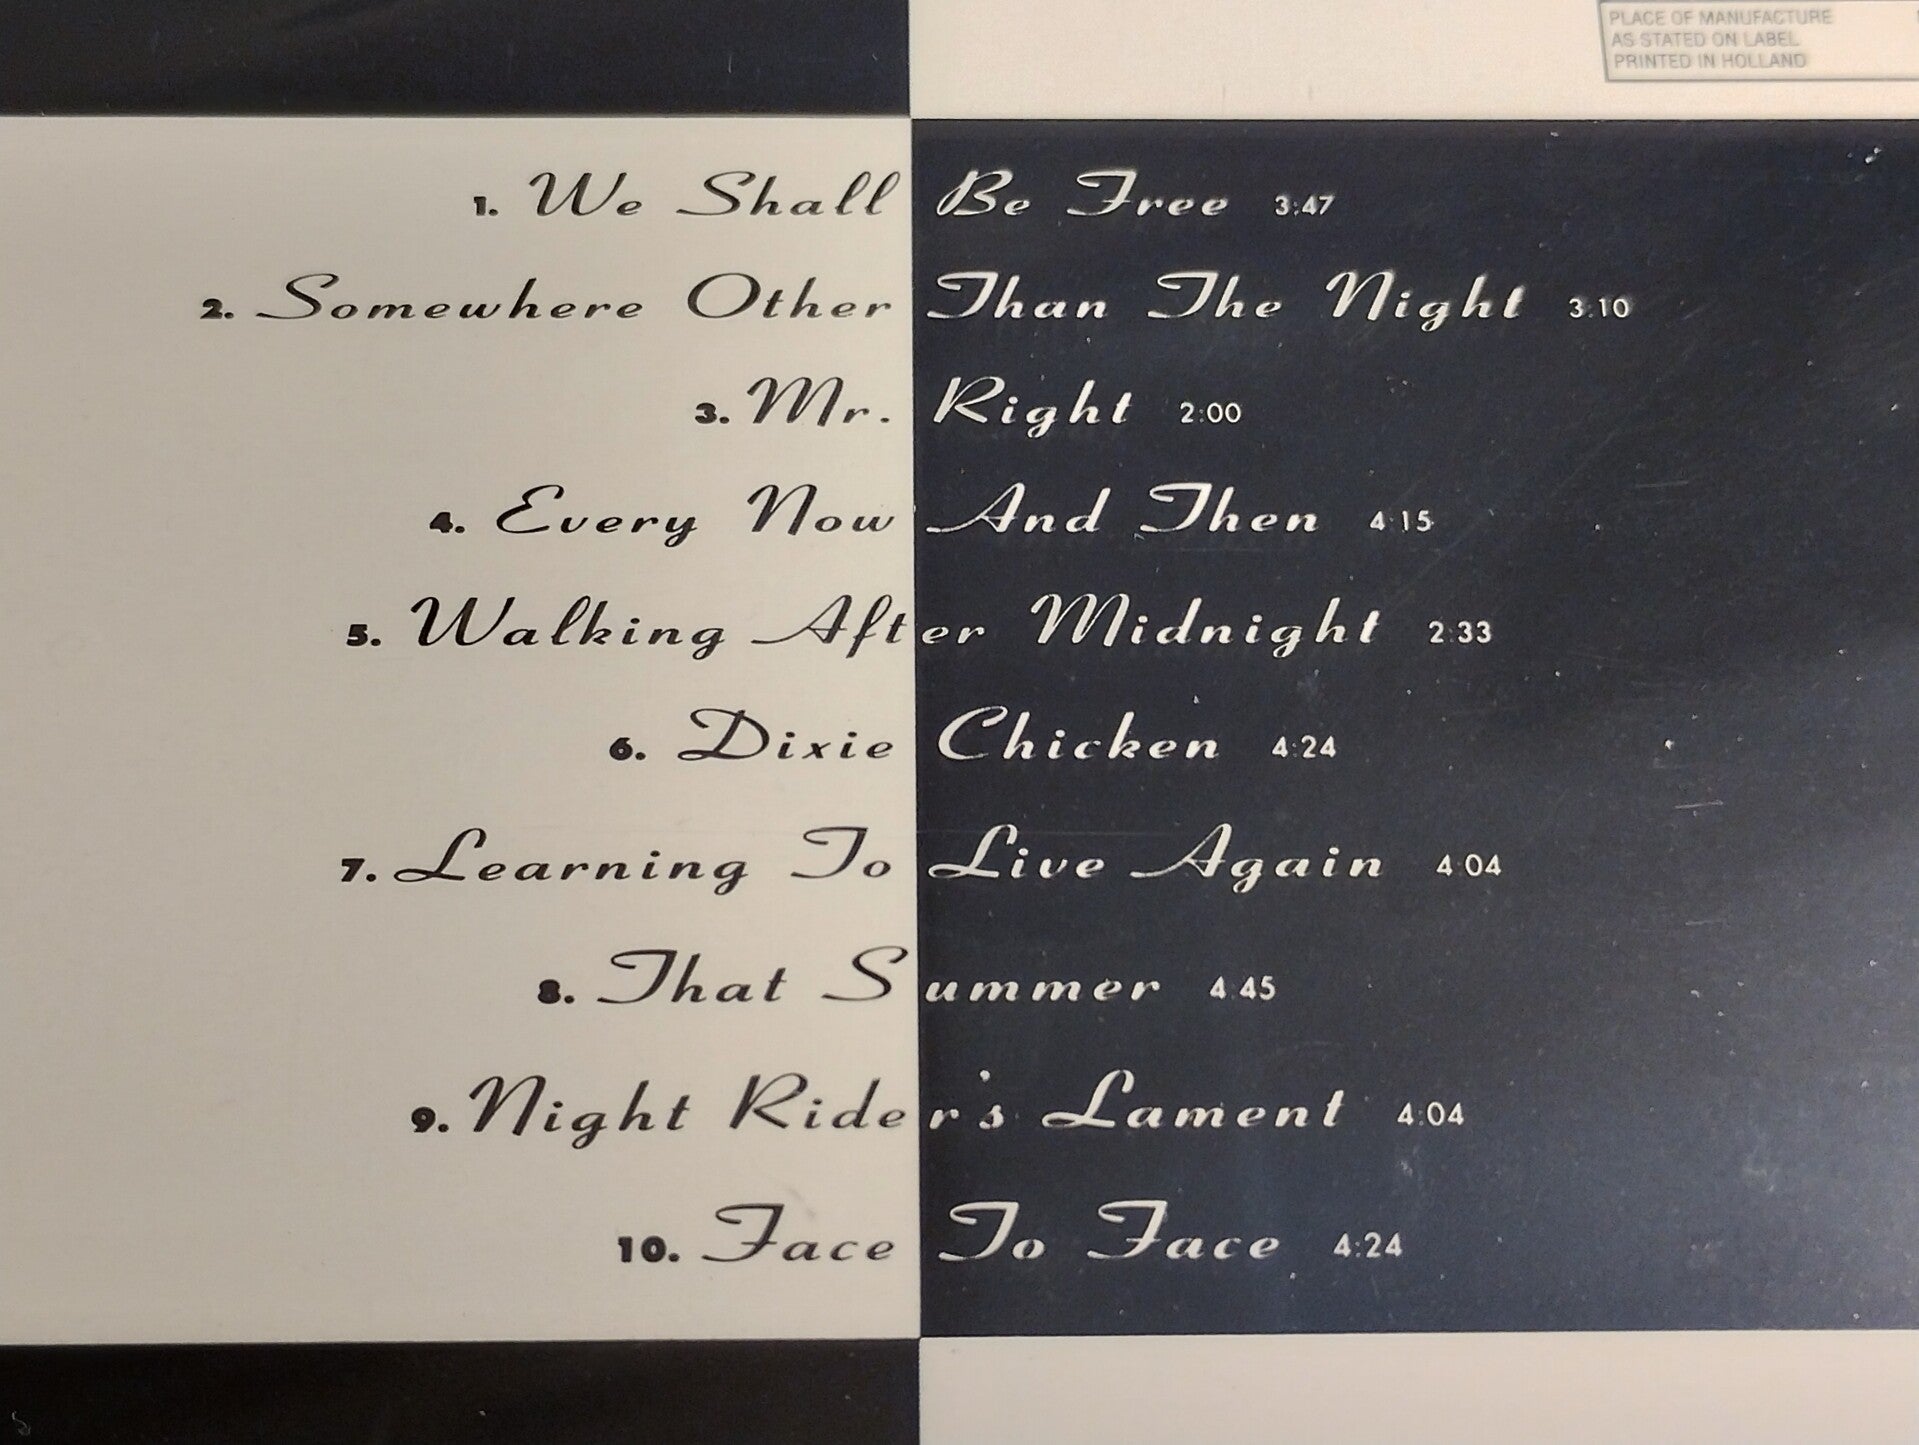 PLACE OF MANUFACTURE
AS STATED ON LABEL
PRINTED IN HOLLAND
1. We Shall Be Free 3:47
2. Somewhere Other Than The Night 3:10
3. Mr. Right 2:00
4. Every Now And Then 4:15
5. Walking After Midnight 2:33
6. Dixie Chicken 4:24
7. Learning To Live Again 4:04
8. That Summer 4:45
9. Night Rider's Lament 4:04
10. Face To Face 4:24